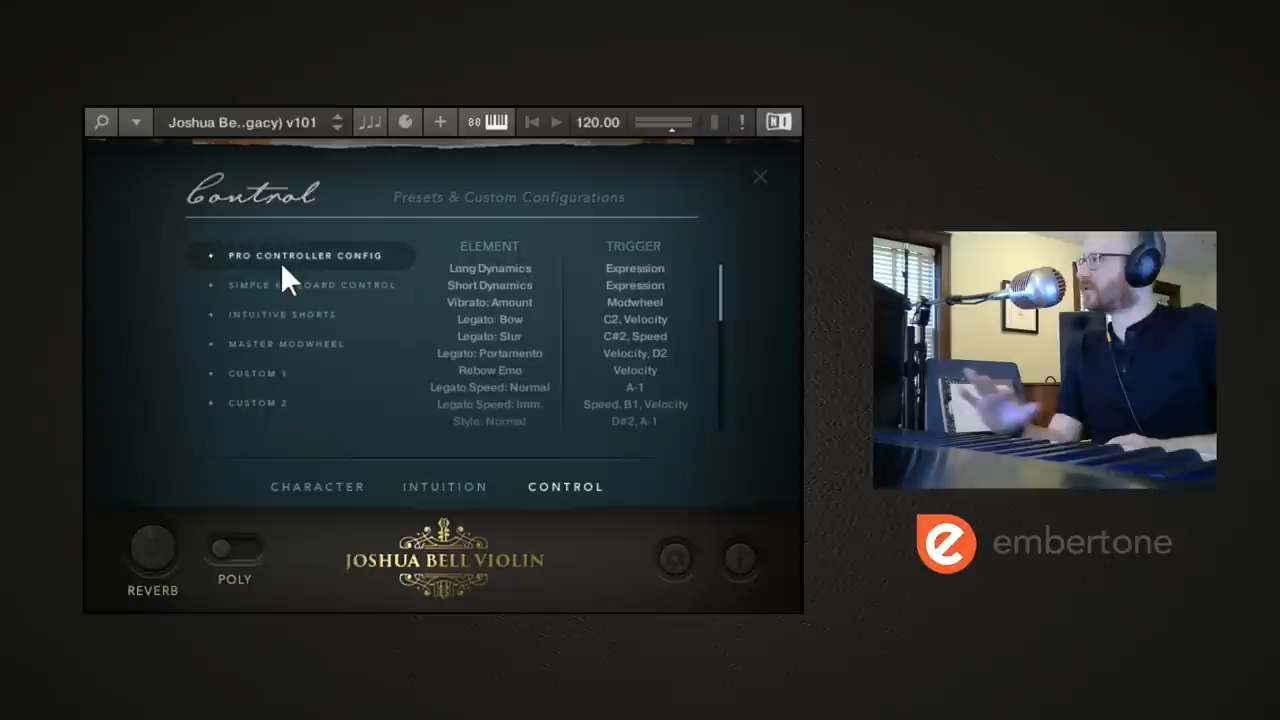 Joshua Be..gacy) v101
88
120.00
!
NI
Control
Presets & Custom Configurations
ELEMENT TRIGGER
PRO CONTROLLER CONFIG
SIMPLE CONTROL
INTUITIVE SHORTS
MASTER MODWHEEL
CUSTOM 1
CUSTOM 2
Long Dynamics Expression
Short Dynamics Expression
Vibrato: Amount Modwheel
Legato: Bow C2, Velocity
Legato: Slur C#2, Speed
Legato: Portamento Velocity, D2
Rebow Emo Velocity
Legato Speed: Normal A-1
Legato Speed: Imm. Speed, B1, Velocity
Style: Normal D#2, A-1
CHARACTER INTUITION CONTROL
REVERB
POLY
JOSHUA BELL VIOLIN
e embertone